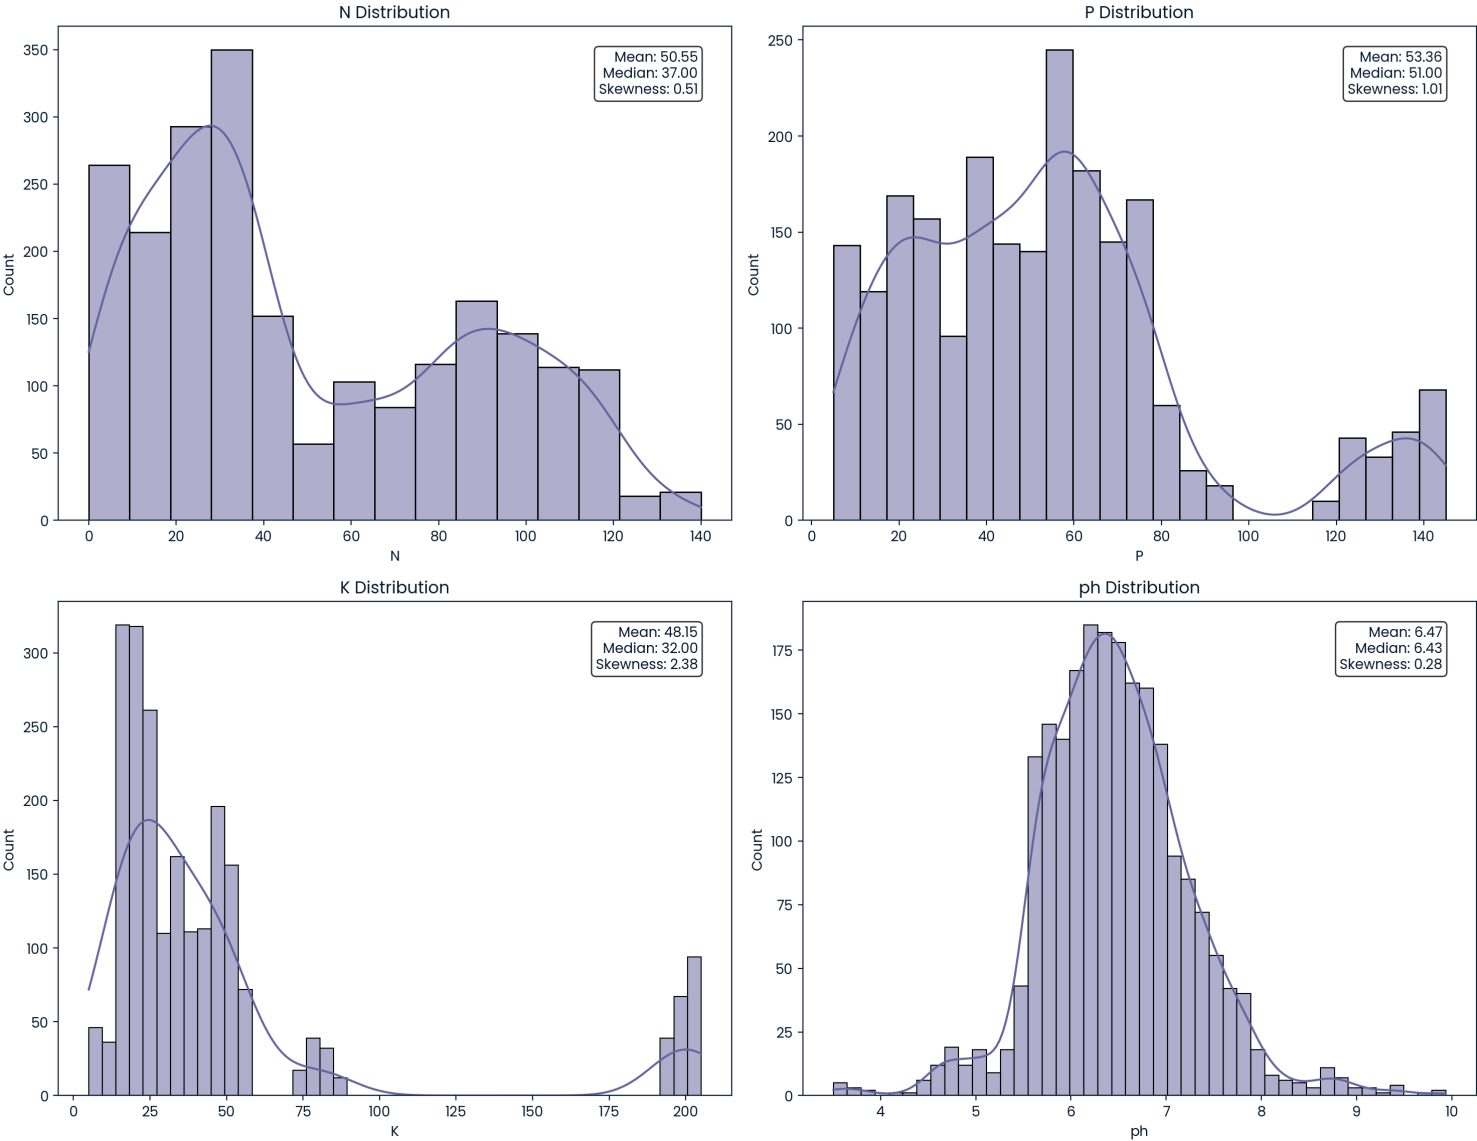 N Distribution
Mean: 50.55
Median: 37.00
Skewness: 0.51
Count
350
300
250
200
150
100
50
0
0 20 40 60 80 100 120 140
N
P Distribution
Mean: 53.36
Median: 51.00
Skewness: 1.01
Count
250
200
150
100
50
0
0 20 40 60 80 100 120 140
P
K Distribution
Mean: 48.15
Median: 32.00
Skewness: 2.38
Count
300
250
200
150
100
50
0
0 25 50 75 100 125 150 175 200
K
ph Distribution
Mean: 6.47
Median: 6.43
Skewness: 0.28
Count
175
150
125
100
75
50
25
0
4 5 6 7 8 9 10
ph